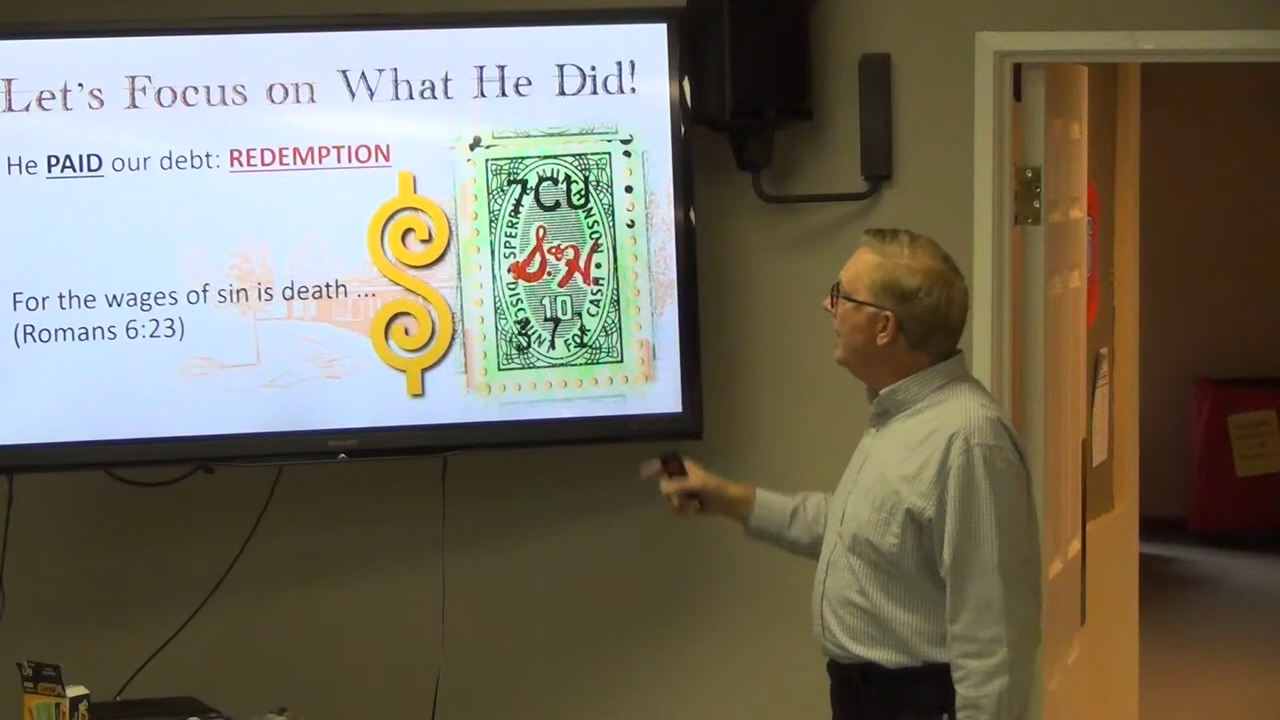 Let's Focus on What He Did!
He PAID our debt: REDEMPTION
For the wages of sin is death ...
(Romans 6:23)
7CU
S&H
10